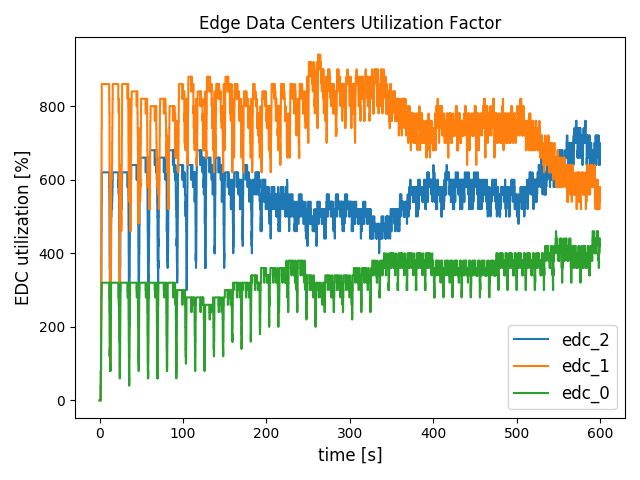 Edge Data Centers Utilization Factor
EDC utilization [%]
800
600
400
200
0
0 100 200 300 400 500 600
time [s]
edc_2
edc_1
edc_0